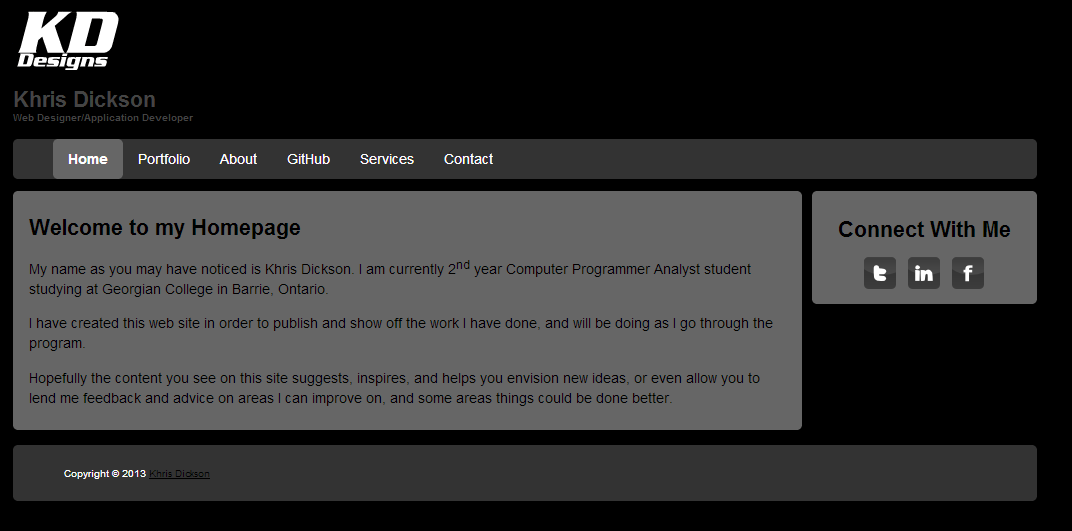 KD
Designs
Khris Dickson
Web Designer/Application Developer
Home Portfolio About GitHub Services Contact
Welcome to my Homepage
My name as you may have noticed is Khris Dickson. I am currently 2nd year Computer Programmer Analyst student
studying at Georgian College in Barrie, Ontario.
I have created this web site in order to publish and show off the work I have done, and will be doing as I go through the
program.
Hopefully the content you see on this site suggests, inspires, and helps you envision new ideas, or even allow you to
lend me feedback and advice on areas I can improve on, and some areas things could be done better.
Connect With Me
t in f
Copyright © 2013 Khris Dickson